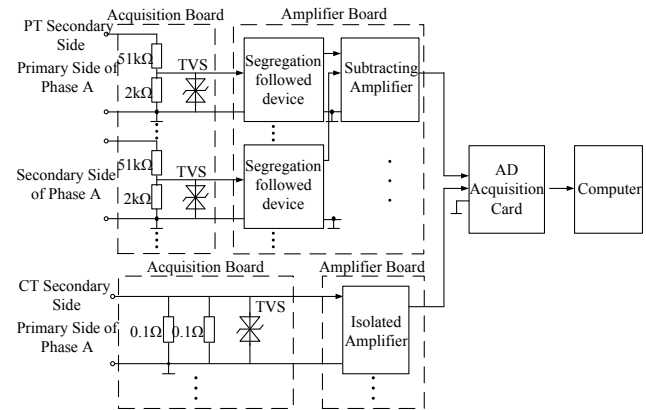 Acquisition Board
Amplifier Board
PT Secondary
Side
Primary Side of
Phase A
51kΩ
2kΩ
TVS
Segregation
followed
device
Subtracting
Amplifier
Secondary Side
of Phase A
51kΩ
2kΩ
TVS
Segregation
followed
device
AD
Acquisition
Card
Computer
Acquisition Board
Amplifier Board
CT Secondary
Side
Primary Side of
Phase A
0.1Ω
0.1Ω
TVS
Isolated
Amplifier